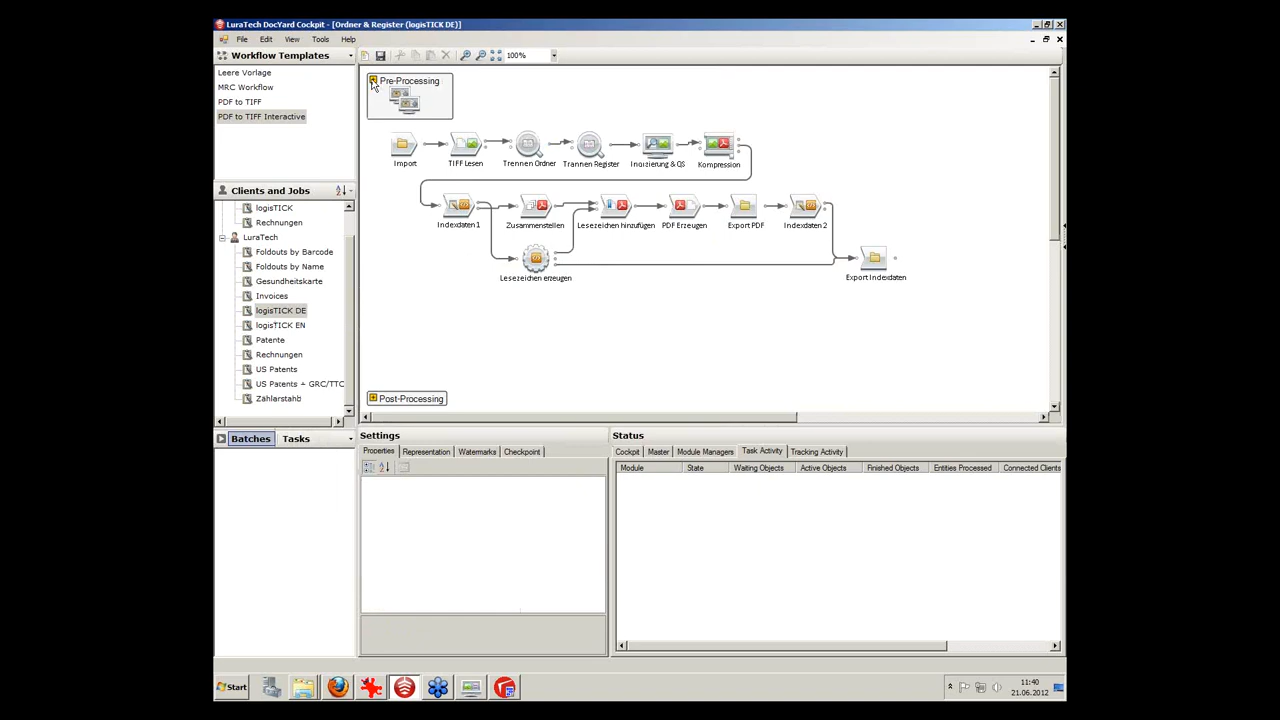 LuraTech DocYard Cockpit - [Ordner & Register (logisTICK DE)]
File Edit View Tools Help
Workflow Templates
100%
Leere Vorlage
MRC Workflow
PDF to TIFF
PDF to TIFF Interactive
Clients and Jobs
logisTICK
Rechnungen
LuraTech
Foldouts by Barcode
Foldouts by Name
Gesundheitskarte
Invoices
logisTICK DE
logisTICK EN
Patente
Rechnungen
US Patents
US Patents + GRC/TTC
Zählerstahb
Batches Tasks
Pre-Processing
Import TIFF Lesen Trennen Ordner Trannen Register Indizierung & QS Kompression
Indexdaten 1 Zusammenstellen Lesezeichen hinzufügen PDF Erzeugen Export PDF Indexdaten 2
Lesezeichen erzeugen Export Indexdaten
Post-Processing
Settings
Properties Representation Watermarks Checkpoint
Status
Cockpit Master Module Managers Task Activity Tracking Activity
Module State Waiting Objects Active Objects Finished Objects Entities Processed Connected Clients
Start
11:40
21.06.2012